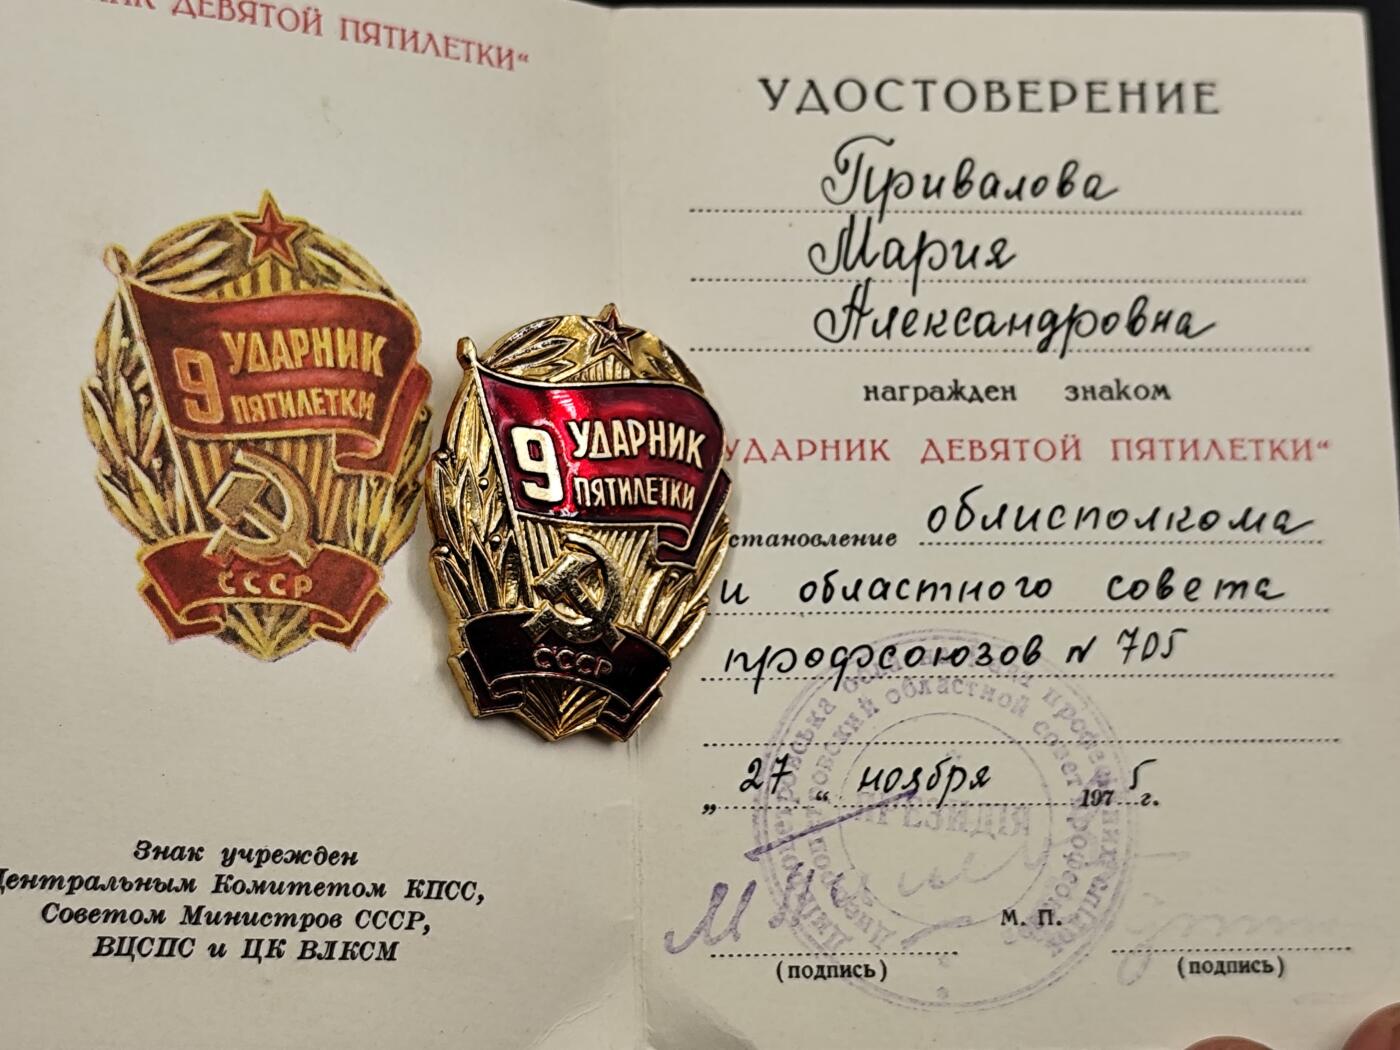 ДЕВЯТОЙ ПЯТИЛЕТКИ“
9 УДАРНИК
ПЯТИЛЕТКИ
СССР
Знак учрежден
Центральным Комитетом КПСС,
Советом Министров СССР,
ВЦСПС и ЦК ВЛКСМ
9 УДАРНИК
ПЯТИЛЕТКИ
СССР
УДОСТОВЕРЕНИЕ
Привалова
Мария
Александровна
награжден знаком
УДАРНИК ДЕВЯТОЙ ПЯТИЛЕТКИ“
становление облисполкома
и областного совета
профсоюзов N 705
„27“ ноября 1975 г.
ПРЕЗИДІЯ
М. П.
(подпись) (подпись)